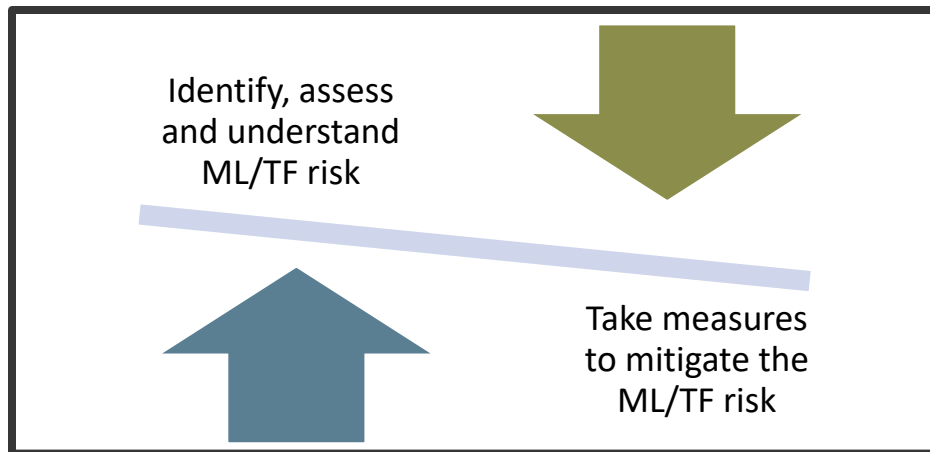 Identify, assess
and understand
ML/TF risk
Take measures
to mitigate the
ML/TF risk